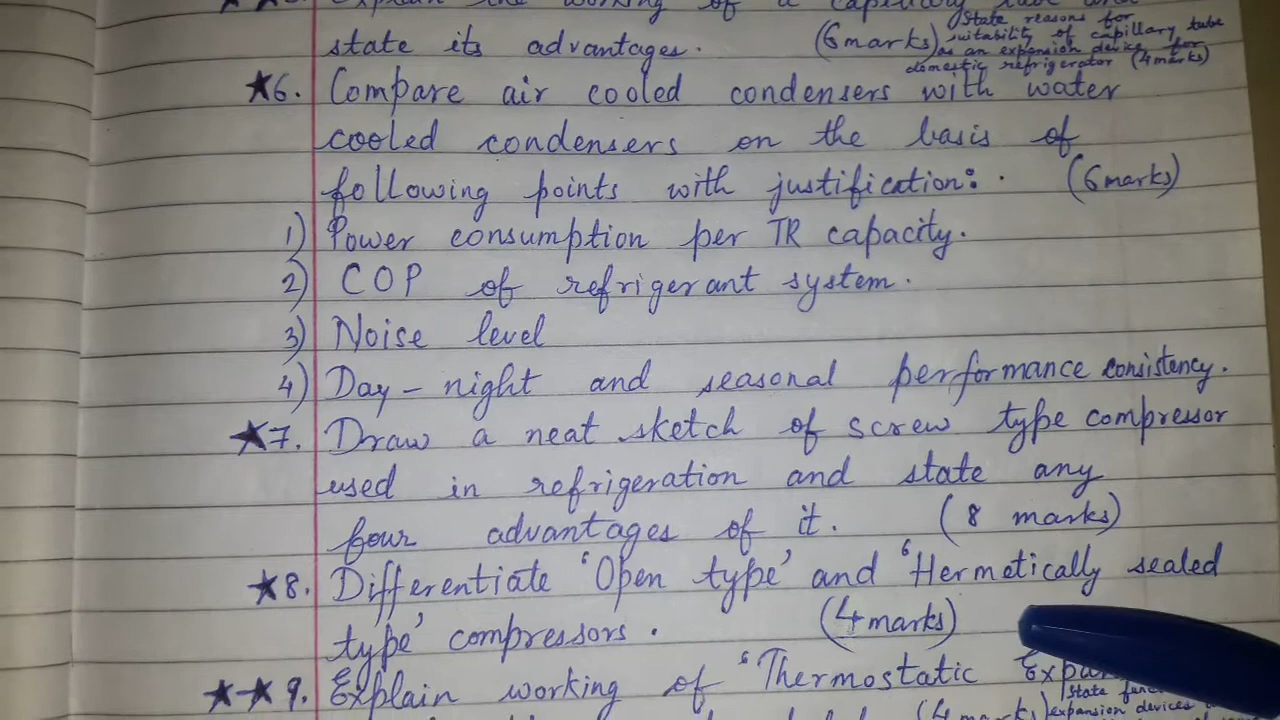 state its advantages. (6 marks)
State reasons for
suitability of capillary tube
as an expansion device for
domestic refrigerator (4 marks)
★6. Compare air cooled condensers with water
cooled condensers on the basis of
following points with justification: (6 marks)
1) Power consumption per TR capacity.
2) COP of refrigerant system.
3) Noise level
4) Day-night and seasonal performance consistency.
★7. Draw a neat sketch of screw type compressor
used in refrigeration and state any
four advantages of it. (8 marks)
★8. Differentiate 'Open type' and 'Hermetically sealed
type' compressors. (4 marks)
★★9. Explain working of 'Thermostatic
State
(4 marks) expansion devices